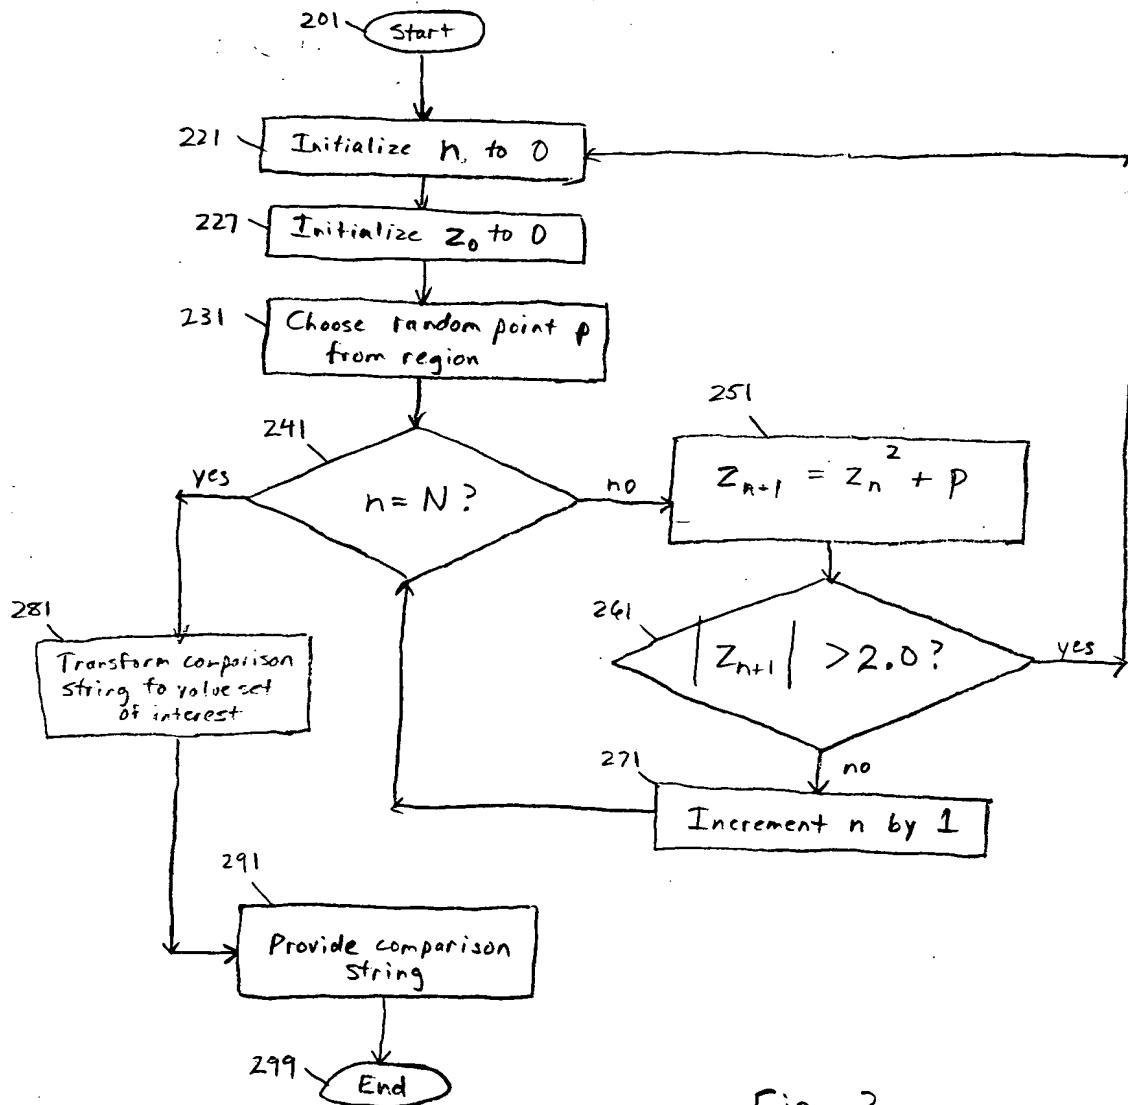 201
Start
221
Initialize n to 0
227
Initialize z₀ to 0
231
Choose random point p
from region
241
n = N?
yes
no
251
Zₙ₊₁ = Zₙ² + P
261
|Zₙ₊₁| > 2.0?
yes
no
271
Increment n by 1
281
Transform comparison
string to value set
of interest
291
Provide comparison
string
299
End